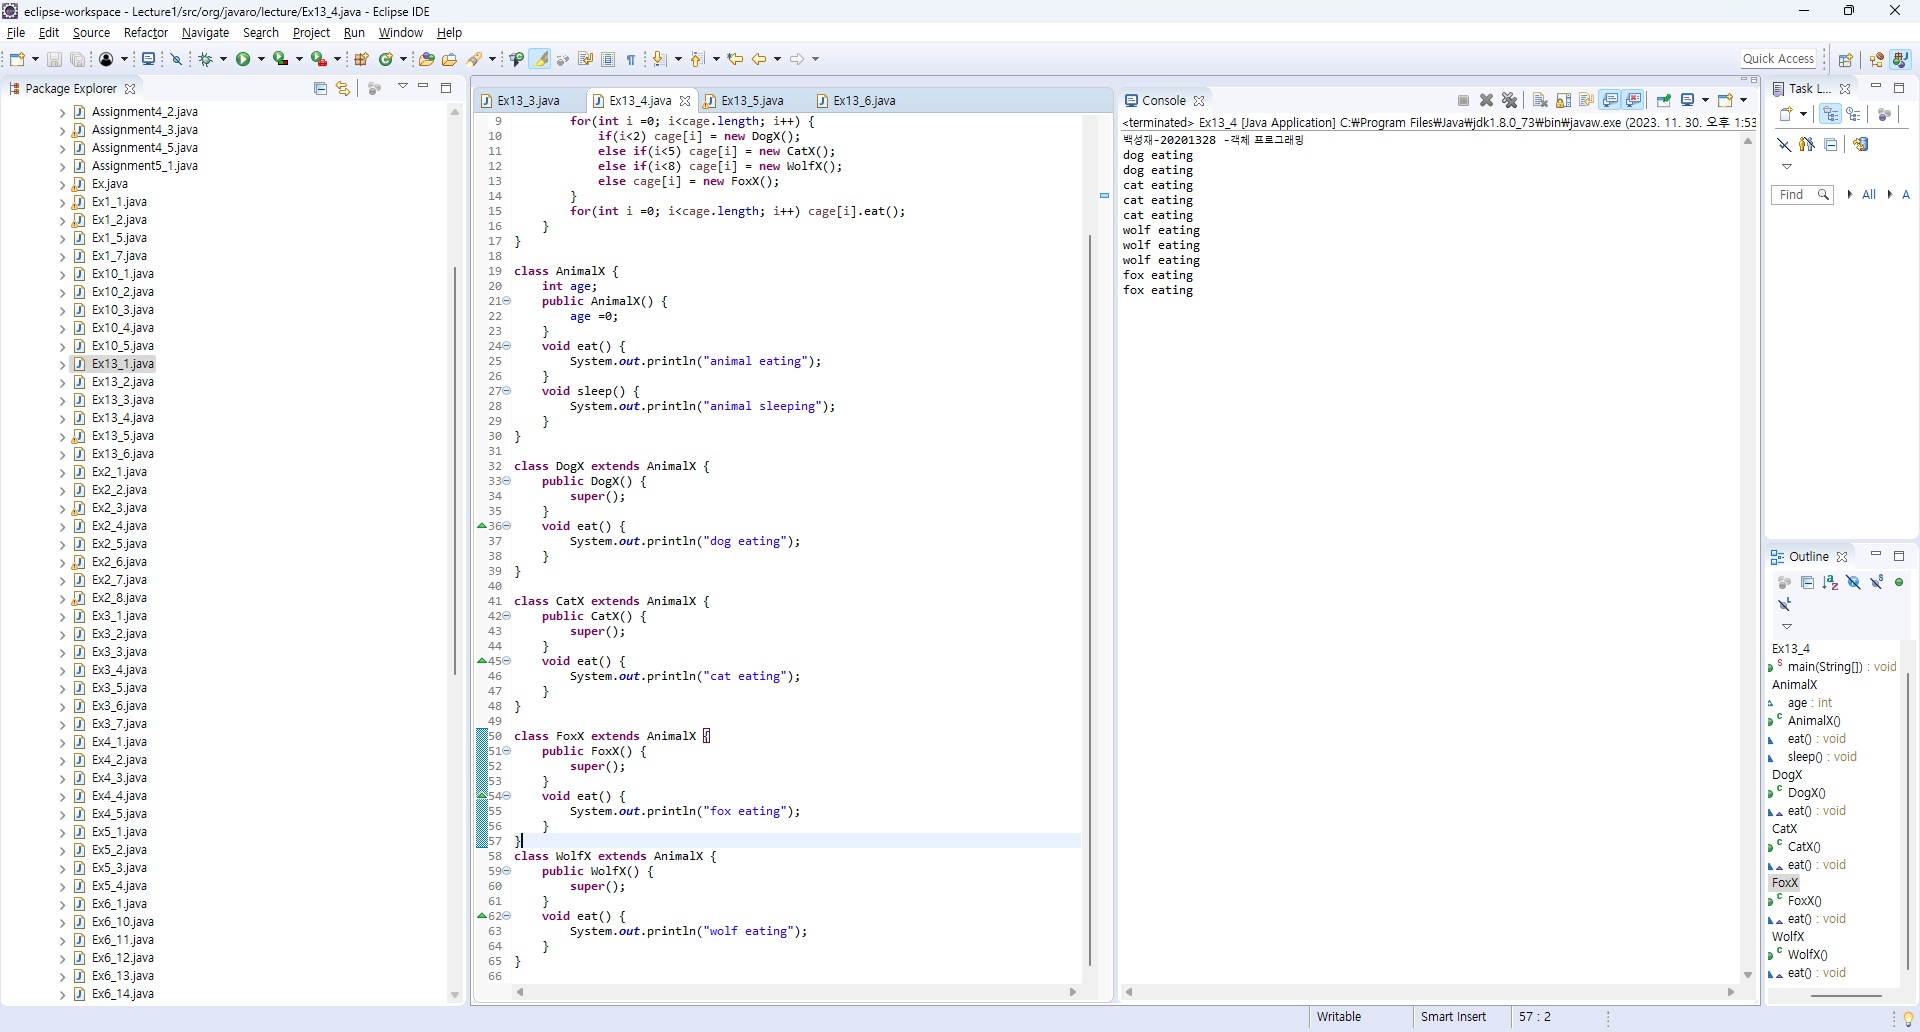 eclipse-workspace - Lecture1/src/org/javaro/lecture/Ex13_4.java - Eclipse IDE
File Edit Source Refactor Navigate Search Project Run Window Help
Quick Access
Package Explorer
Assignment4_2.java
Assignment4_3.java
Assignment4_5.java
Assignment5_1.java
Ex.java
Ex1_1.java
Ex1_2.java
Ex1_5.java
Ex1_7.java
Ex10_1.java
Ex10_2.java
Ex10_3.java
Ex10_4.java
Ex10_5.java
Ex13_1.java
Ex13_2.java
Ex13_3.java
Ex13_4.java
Ex13_5.java
Ex13_6.java
Ex2_1.java
Ex2_2.java
Ex2_3.java
Ex2_4.java
Ex2_5.java
Ex2_6.java
Ex2_7.java
Ex2_8.java
Ex3_1.java
Ex3_2.java
Ex3_3.java
Ex3_4.java
Ex3_5.java
Ex3_6.java
Ex3_7.java
Ex4_1.java
Ex4_2.java
Ex4_3.java
Ex4_4.java
Ex4_5.java
Ex5_1.java
Ex5_2.java
Ex5_3.java
Ex5_4.java
Ex6_1.java
Ex6_10.java
Ex6_11.java
Ex6_12.java
Ex6_13.java
Ex6_14.java
Ex13_3.java Ex13_4.java Ex13_5.java Ex13_6.java
9 for(int i =0; i<cage.length; i++) {
10 if(i<2) cage[i] = new DogX();
11 else if(i<5) cage[i] = new CatX();
12 else if(i<8) cage[i] = new WolfX();
13 else cage[i] = new FoxX();
14 }
15 for(int i =0; i<cage.length; i++) cage[i].eat();
16 }
17 }
18
19 class AnimalX {
20 int age;
21 public AnimalX() {
22 age =0;
23 }
24 void eat() {
25 System.out.println("animal eating");
26 }
27 void sleep() {
28 System.out.println("animal sleeping");
29 }
30 }
31
32 class DogX extends AnimalX {
33 public DogX() {
34 super();
35 }
36 void eat() {
37 System.out.println("dog eating");
38 }
39 }
40
41 class CatX extends AnimalX {
42 public CatX() {
43 super();
44 }
45 void eat() {
46 System.out.println("cat eating");
47 }
48 }
49
50 class FoxX extends AnimalX {
51 public FoxX() {
52 super();
53 }
54 void eat() {
55 System.out.println("fox eating");
56 }
57 }
58 class WolfX extends AnimalX {
59 public WolfX() {
60 super();
61 }
62 void eat() {
63 System.out.println("wolf eating");
64 }
65 }
66
Console
<terminated> Ex13_4 [Java Application] C:₩Program Files₩Java₩jdk1.8.0_73₩bin₩javaw.exe (2023. 11. 30. 오후 1:53
백성재-20201328 -객체 프로그래밍
dog eating
dog eating
cat eating
cat eating
cat eating
wolf eating
wolf eating
wolf eating
fox eating
fox eating
Task L...
Find All A
Outline
Ex13_4
main(String[]) : void
AnimalX
age : int
AnimalX()
eat() : void
sleep() : void
DogX
DogX()
eat() : void
CatX
CatX()
eat() : void
FoxX
FoxX()
eat() : void
WolfX
WolfX()
eat() : void
Writable Smart Insert 57 : 2